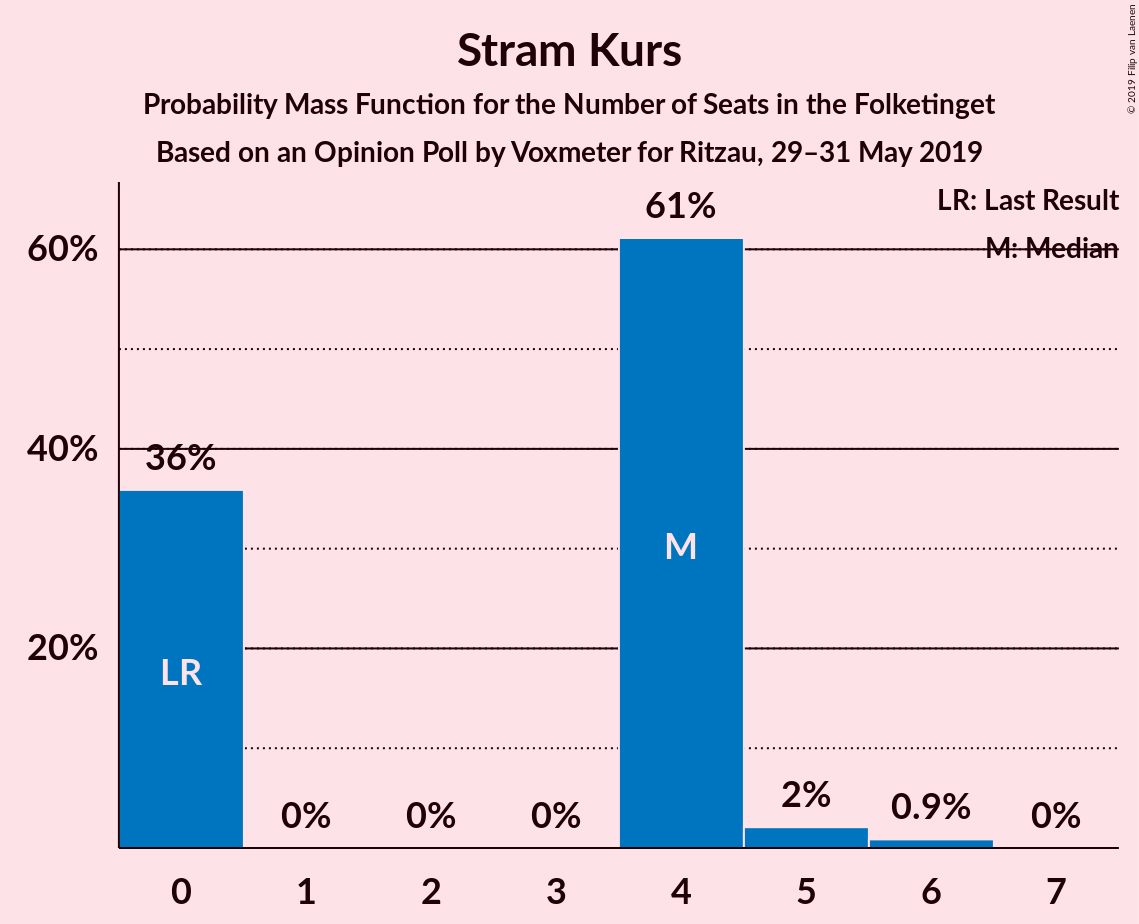 Stram Kurs
Probability Mass Function for the Number of Seats in the Folketinget
Based on an Opinion Poll by Voxmeter for Ritzau, 29–31 May 2019
© 2019 Filip van Laenen
LR: Last Result
M: Median
61%
60%
40%
36%
M
20%
LR
2%
0.9%
0%
0%
0%
0%
0 1 2 3 4 5 6 7